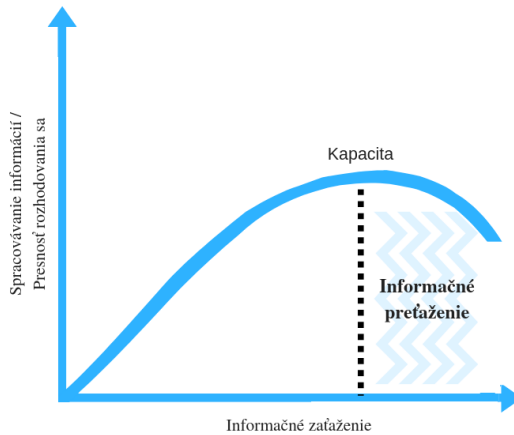 Spracovávanie informácií /
Presnosť rozhodovania sa
Kapacita
Informačné
preťaženie
Informačné zaťaženie